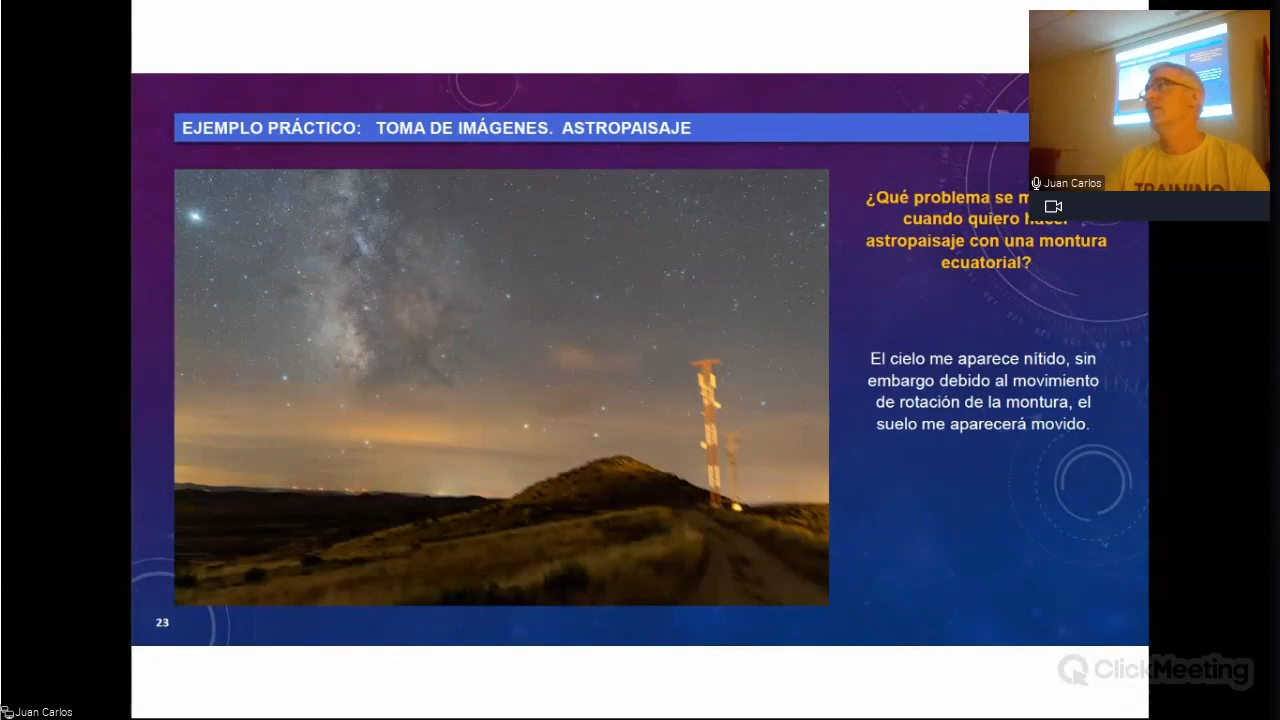 EJEMPLO PRÁCTICO: TOMA DE IMÁGENES. ASTROPAISAJE
¿Qué problema se
cuando quiero
astropaisaje con una montura
ecuatorial?
El cielo me aparece nítido, sin
embargo debido al movimiento
de rotación de la montura, el
suelo me aparecerá movido.
23
TRAINING
Juan Carlos
ClickMeeting
Juan Carlos